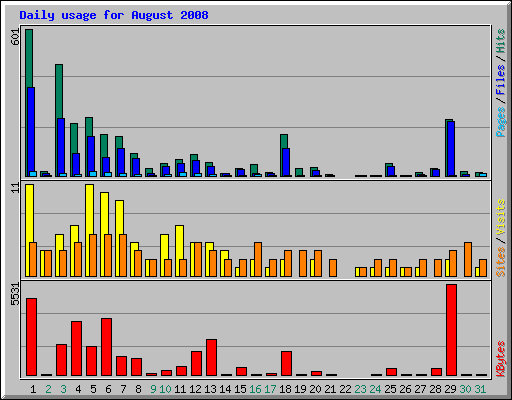 Daily usage for August 2008
601
Pages / Files / Hits
11
Sites / Visits
5531
KBytes
1 2 3 4 5 6 7 8 9 10 11 12 13 14 15 16 17 18 19 20 21 22 23 24 25 26 27 28 29 30 31